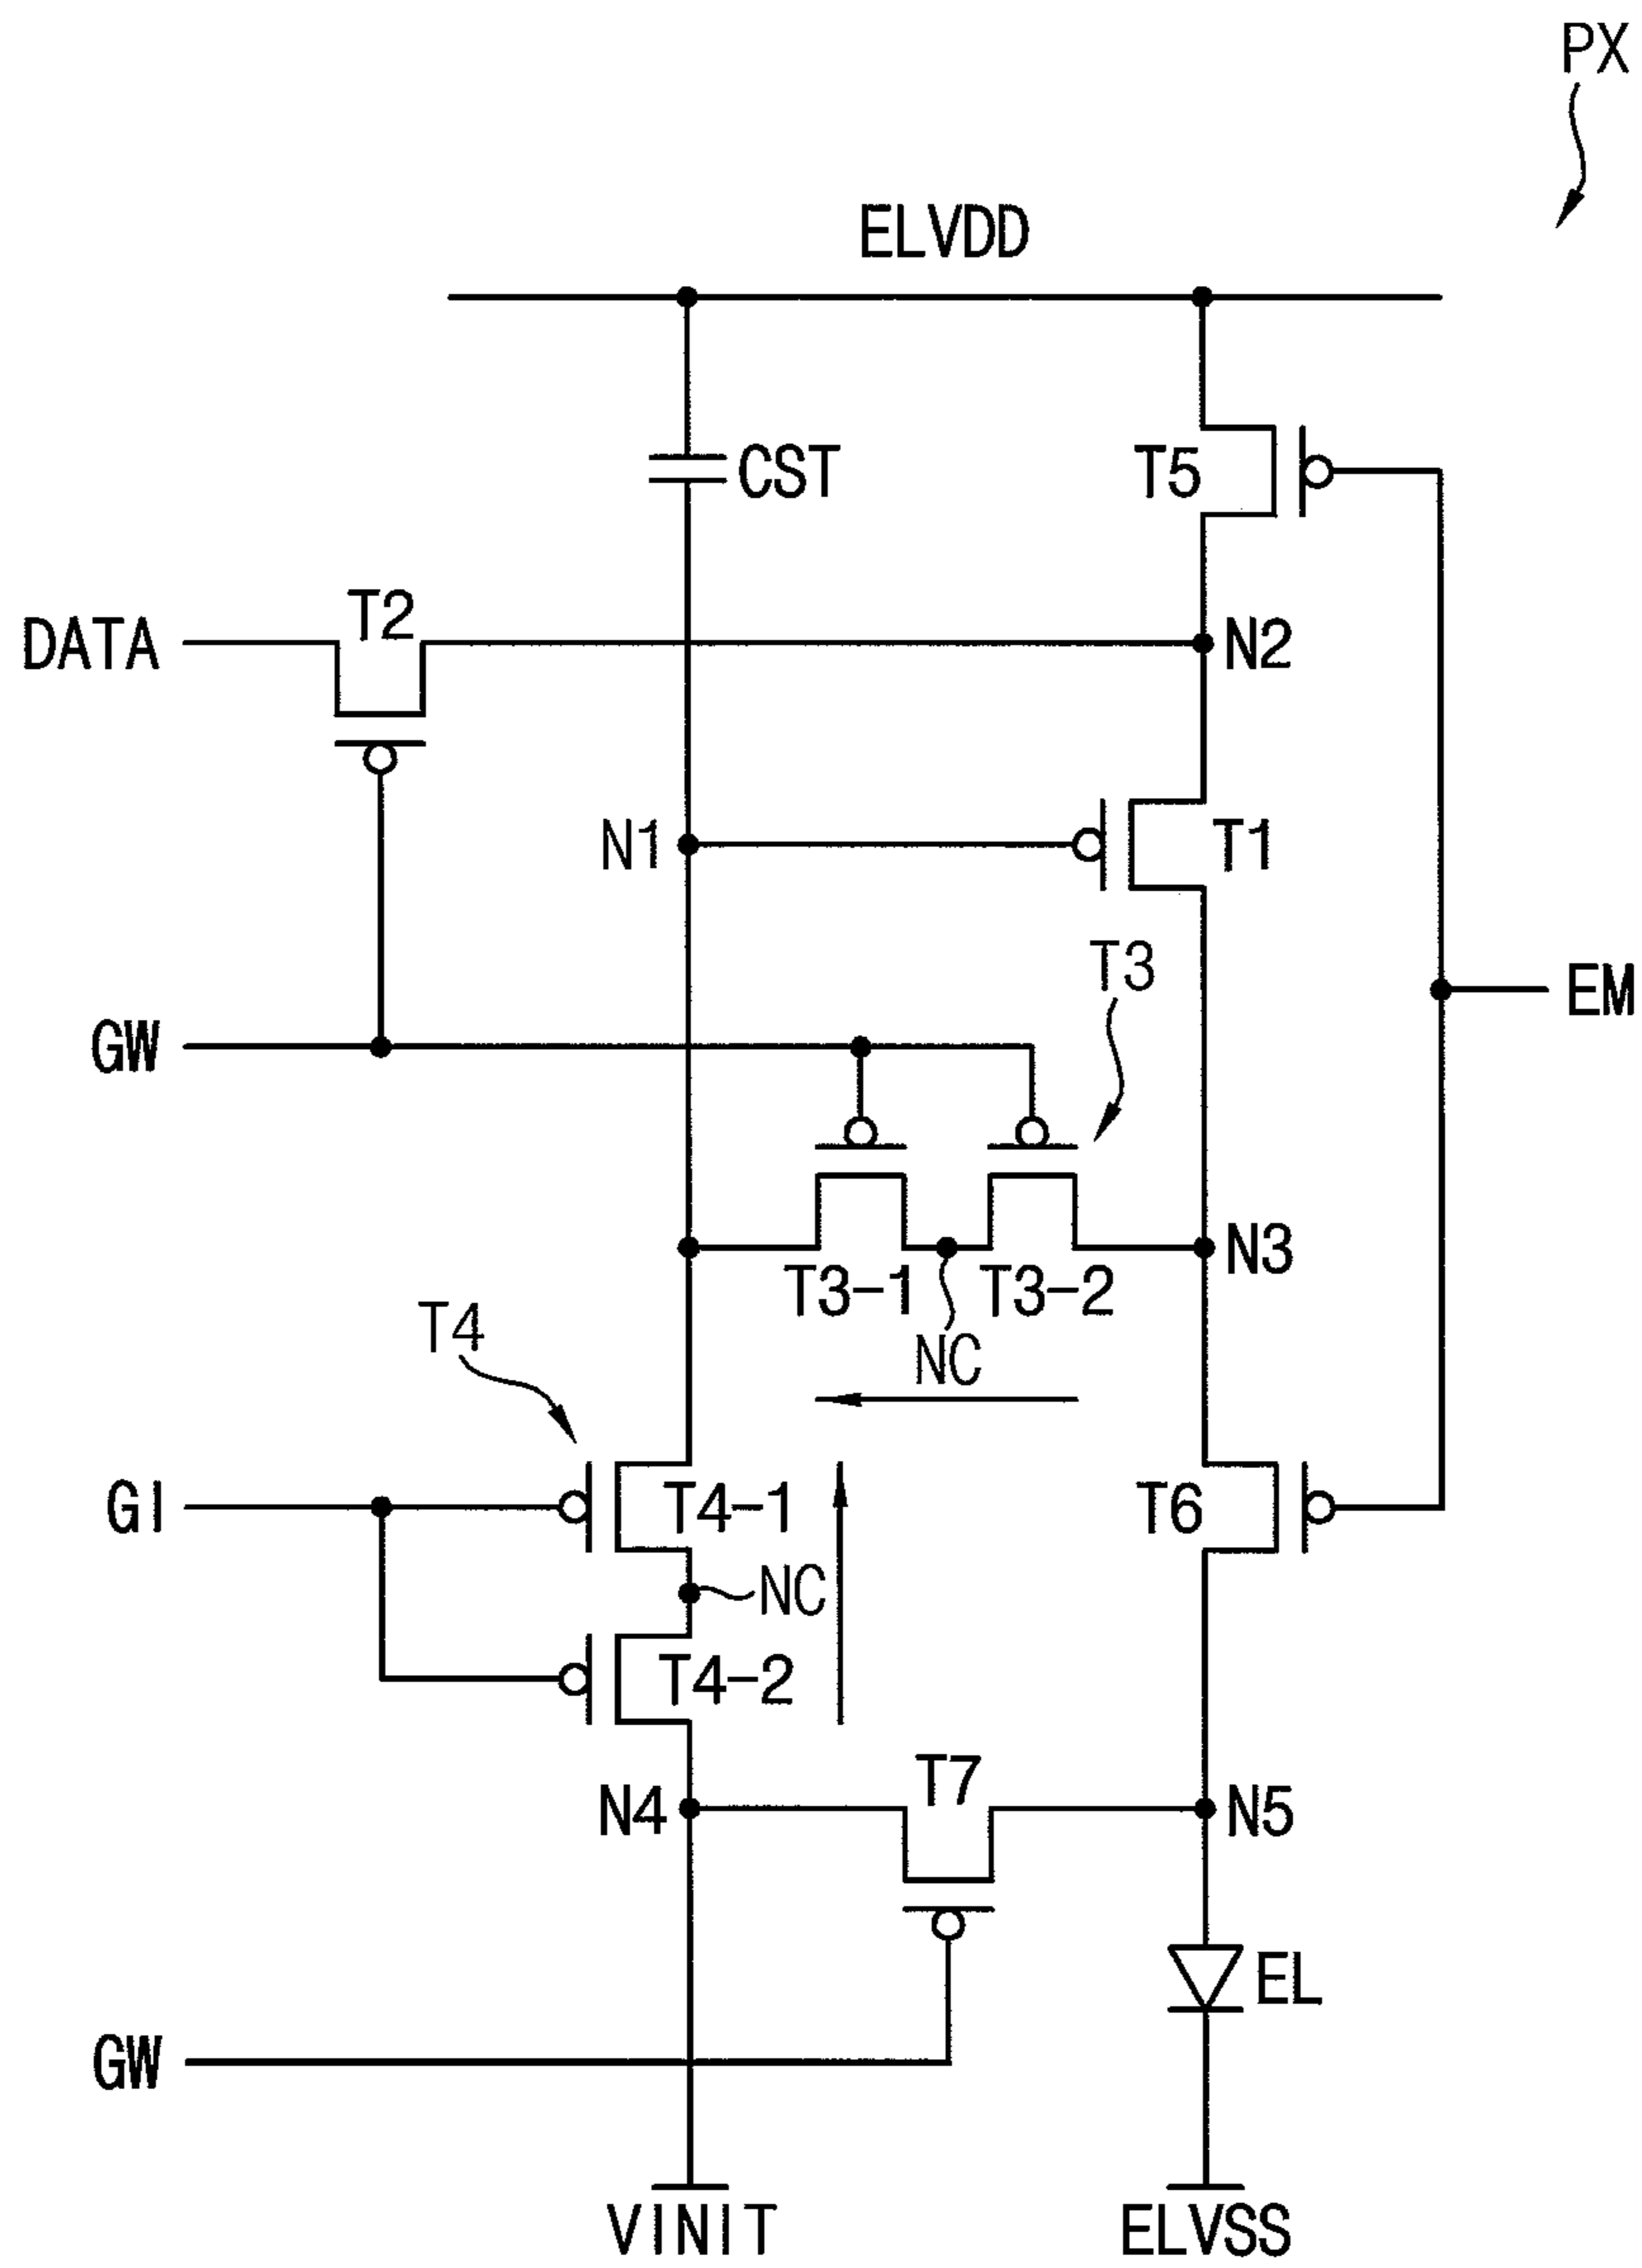 PX
ELVDD
CST
T5
T2
DATA
N2
N1
T1
T3
EM
GW
N3
T3-1
T3-2
T4
NC
GI
T4-1
T6
NC
T4-2
T7
N4
N5
EL
GW
VINIT
ELVSS